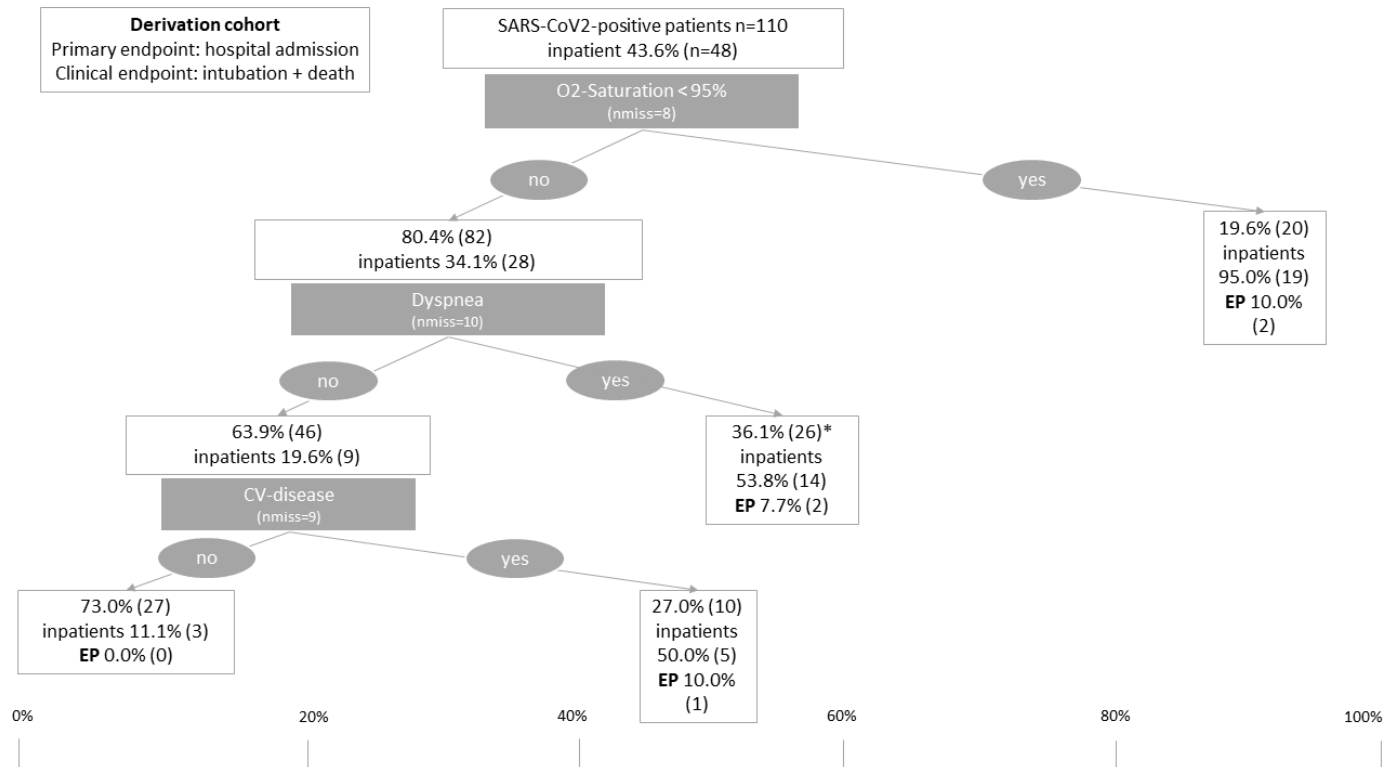 Derivation cohort
Primary endpoint: hospital admission
Clinical endpoint: intubation + death
SARS-CoV2-positive patients n=110
inpatient 43.6% (n=48)
O2-Saturation < 95%
(nmiss=8)
no
yes
80.4% (82)
inpatients 34.1% (28)
19.6% (20)
inpatients
95.0% (19)
EP 10.0%
(2)
Dyspnea
(nmiss=10)
no
yes
63.9% (46)
inpatients 19.6% (9)
36.1% (26)*
inpatients
53.8% (14)
EP 7.7% (2)
CV-disease
(nmiss=9)
no
yes
73.0% (27)
inpatients 11.1% (3)
EP 0.0% (0)
27.0% (10)
inpatients
50.0% (5)
EP 10.0%
(1)
0%
20%
40%
60%
80%
100%